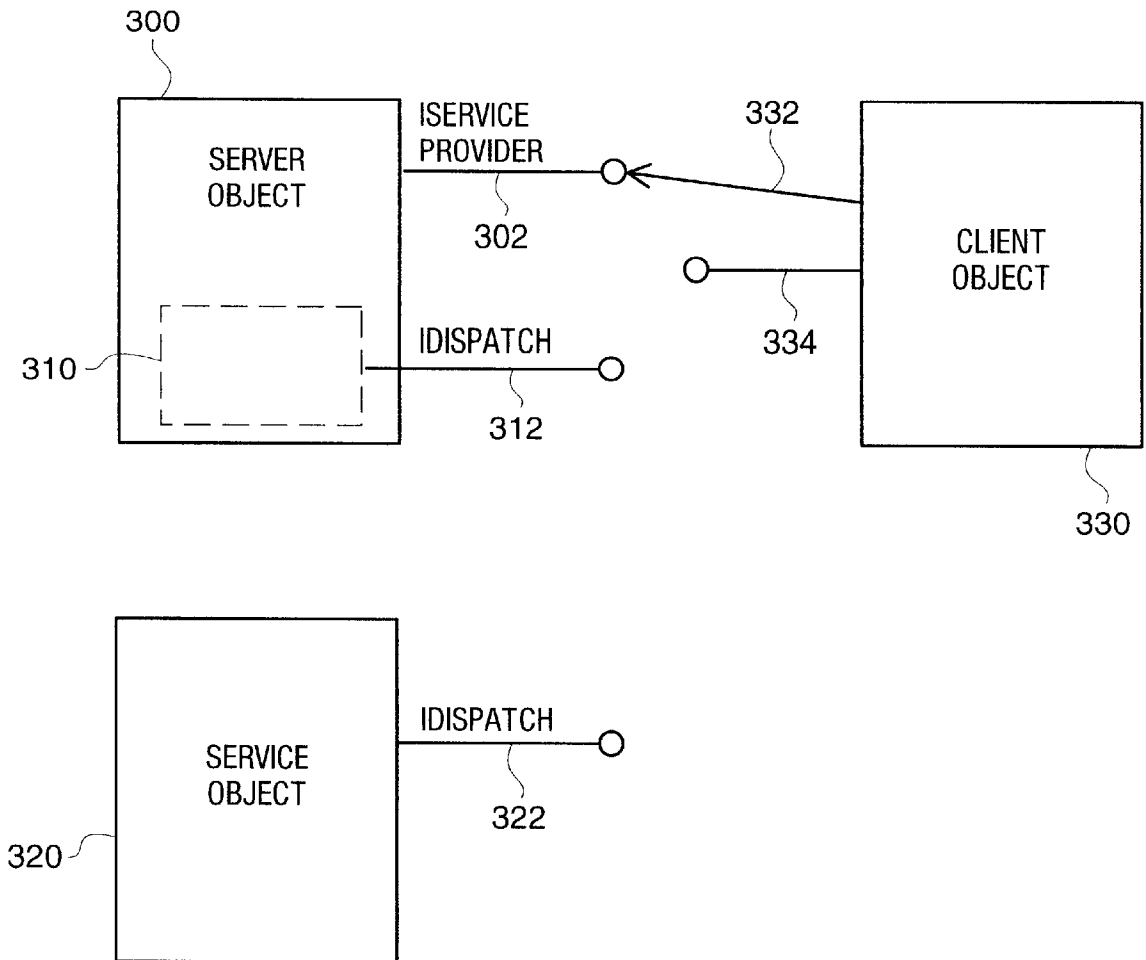 300
SERVER
OBJECT
ISERVICE
PROVIDER
302
332
CLIENT
OBJECT
334
310
IDISPATCH
312
330
SERVICE
OBJECT
IDISPATCH
322
320